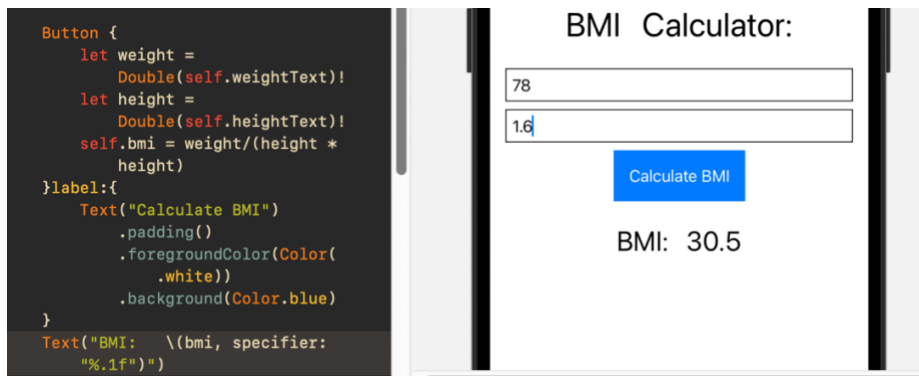 Button {
let weight =
Double(self.weightText)!
let height =
Double(self.heightText)!
self.bmi = weight/(height *
height)
}label:{
Text("Calculate BMI")
.padding()
.foregroundColor(Color(
.white))
.background(Color.blue)
}
Text("BMI:   \(bmi, specifier:
"%.1f")")
BMI Calculator:
78
1.6
Calculate BMI
BMI: 30.5